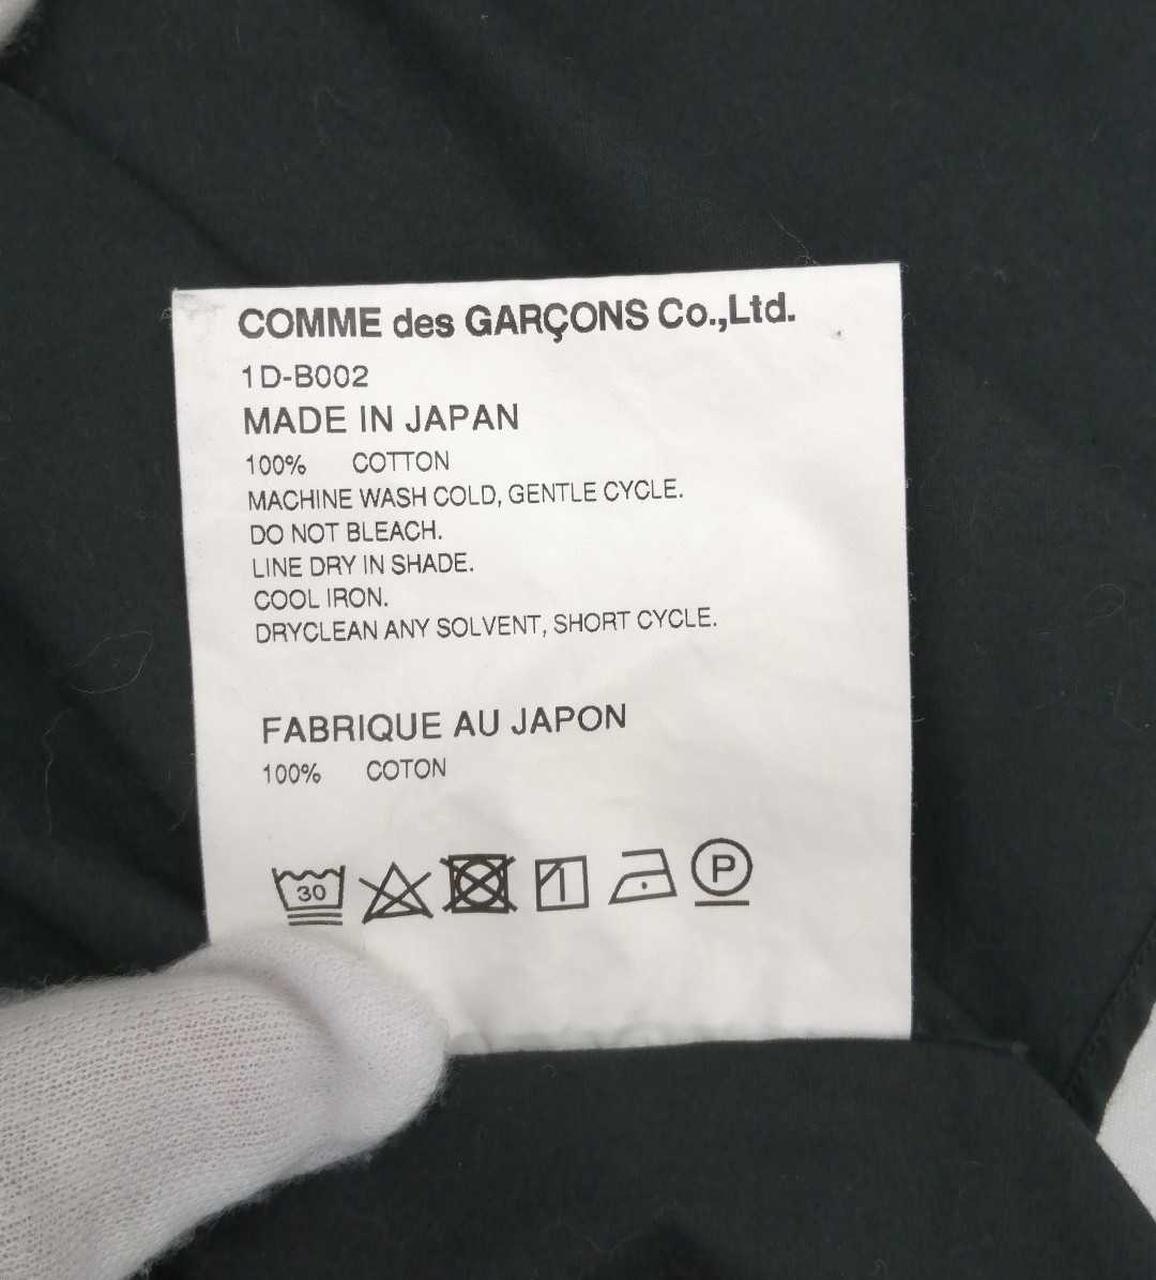 COMME des GARÇONS Co.,Ltd.
1D-B002
MADE IN JAPAN
100% COTTON
MACHINE WASH COLD, GENTLE CYCLE.
DO NOT BLEACH.
LINE DRY IN SHADE.
COOL IRON.
DRYCLEAN ANY SOLVENT, SHORT CYCLE.
FABRIQUE AU JAPON
100% COTON
30 P